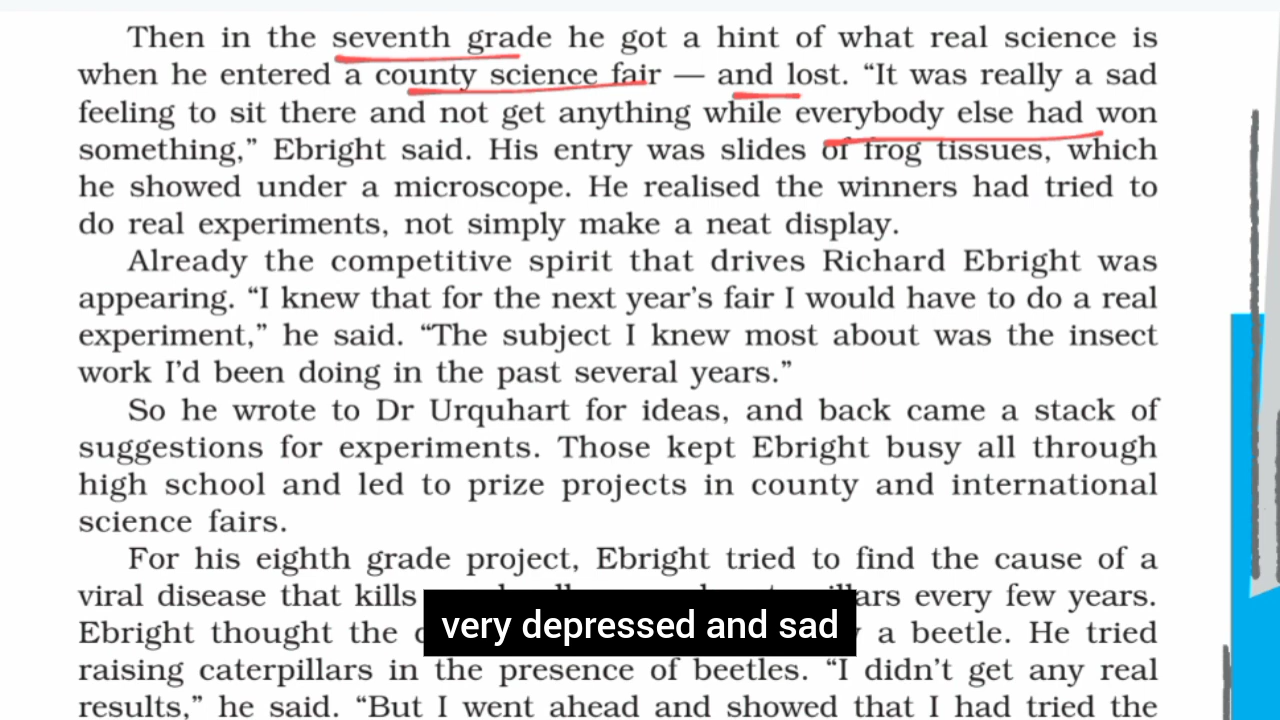 Then in the seventh grade he got a hint of what real science is
when he entered a county science fair — and lost. “It was really a sad
feeling to sit there and not get anything while everybody else had won
something,” Ebright said. His entry was slides of frog tissues, which
he showed under a microscope. He realised the winners had tried to
do real experiments, not simply make a neat display.
Already the competitive spirit that drives Richard Ebright was
appearing. “I knew that for the next year’s fair I would have to do a real
experiment,” he said. “The subject I knew most about was the insect
work I’d been doing in the past several years.”
So he wrote to Dr Urquhart for ideas, and back came a stack of
suggestions for experiments. Those kept Ebright busy all through
high school and led to prize projects in county and international
science fairs.
For his eighth grade project, Ebright tried to find the cause of a
viral disease that kills every few years.
Ebright thought the a beetle. He tried
very depressed and sad
raising caterpillars in the presence of beetles. “I didn’t get any real
results,” he said. “But I went ahead and showed that I had tried the